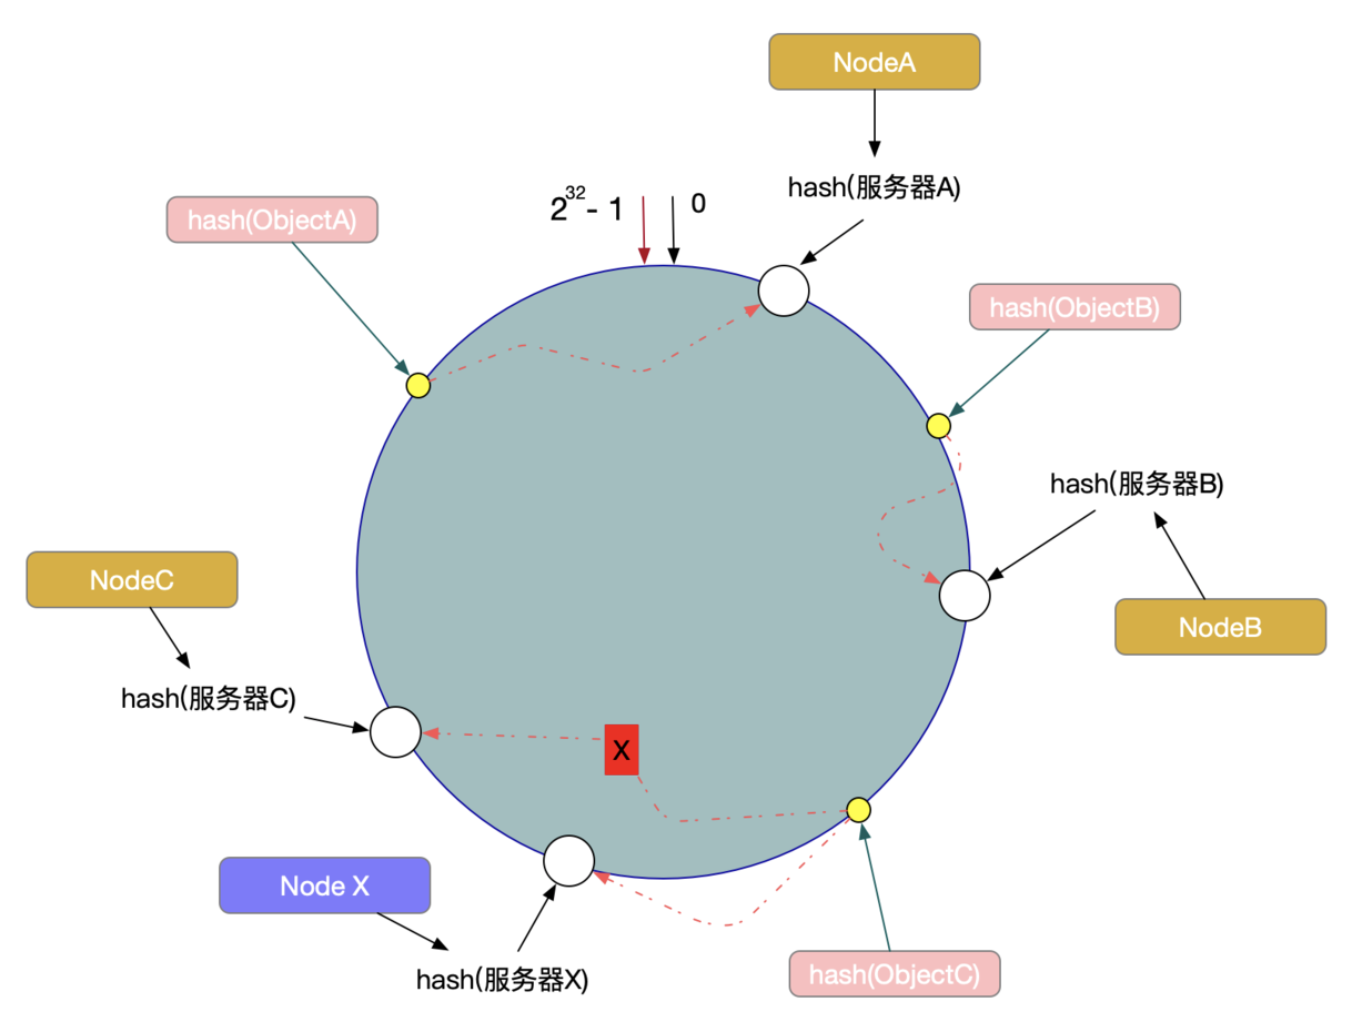 NodeA
hash(服务器A)
2^32 - 1
0
hash(ObjectA)
hash(ObjectB)
hash(服务器B)
NodeB
NodeC
hash(服务器C)
X
Node X
hash(服务器X)
hash(ObjectC)